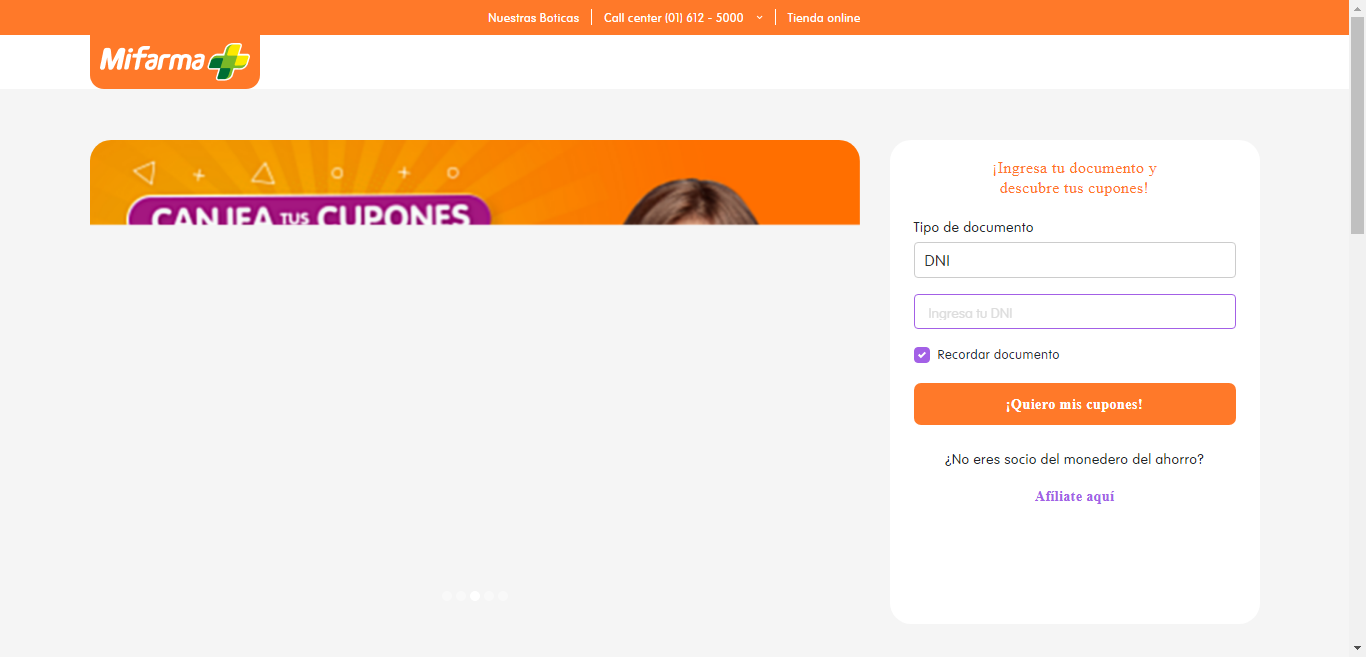 Nuestras Boticas
Call center (01) 612 - 5000
Tienda online
Mifarma
CANJEA TUS CUPONES
¡Ingresa tu documento y
descubre tus cupones!
Tipo de documento
DNI
Ingresa tu DNI
Recordar documento
¡Quiero mis cupones!
¿No eres socio del monedero del ahorro?
Afíliate aquí